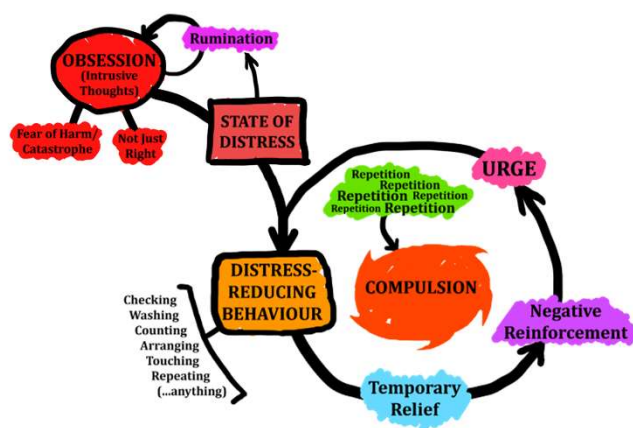 Rumination
OBSESSION
(Intrusive
Thoughts)
Fear of Harm/
Catastrophe
Not Just
Right
STATE OF
DISTRESS
URGE
Repetition
Repetition
Repetition Repetition
Repetition Repetition
COMPULSION
DISTRESS-
REDUCING
BEHAVIOUR
Checking
Washing
Counting
Arranging
Touching
Repeating
(...anything)
Negative
Reinforcement
Temporary
Relief